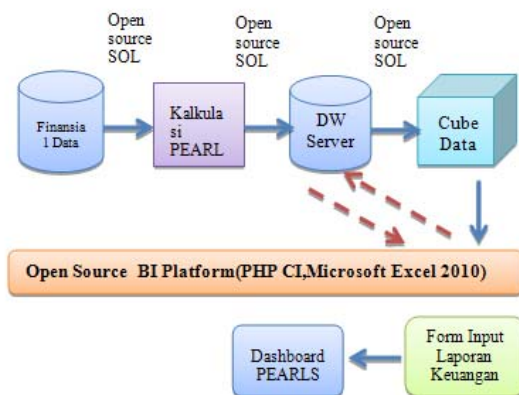 Open
source
SOL
Open
source
SOL
Open
source
SOL
Finansia
l Data
Kalkula
si
PEARL
DW
Server
Cube
Data
Open Source BI Platform(PHP CI,Microsoft Excel 2010)
Dashboard
PEARLS
Form Input
Laporan
Keuangan